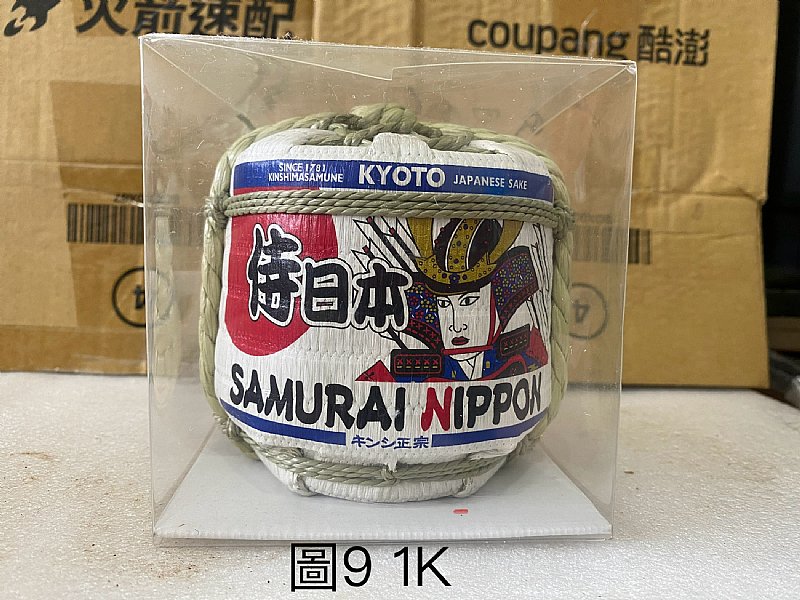 火箭速配
coupang 酷澎
SINCE 1781
KINSHIMASAMUNE
KYOTO
JAPANESE SAKE
侍日本
SAMURAI NIPPON
キンシ正宗
圖9 1K